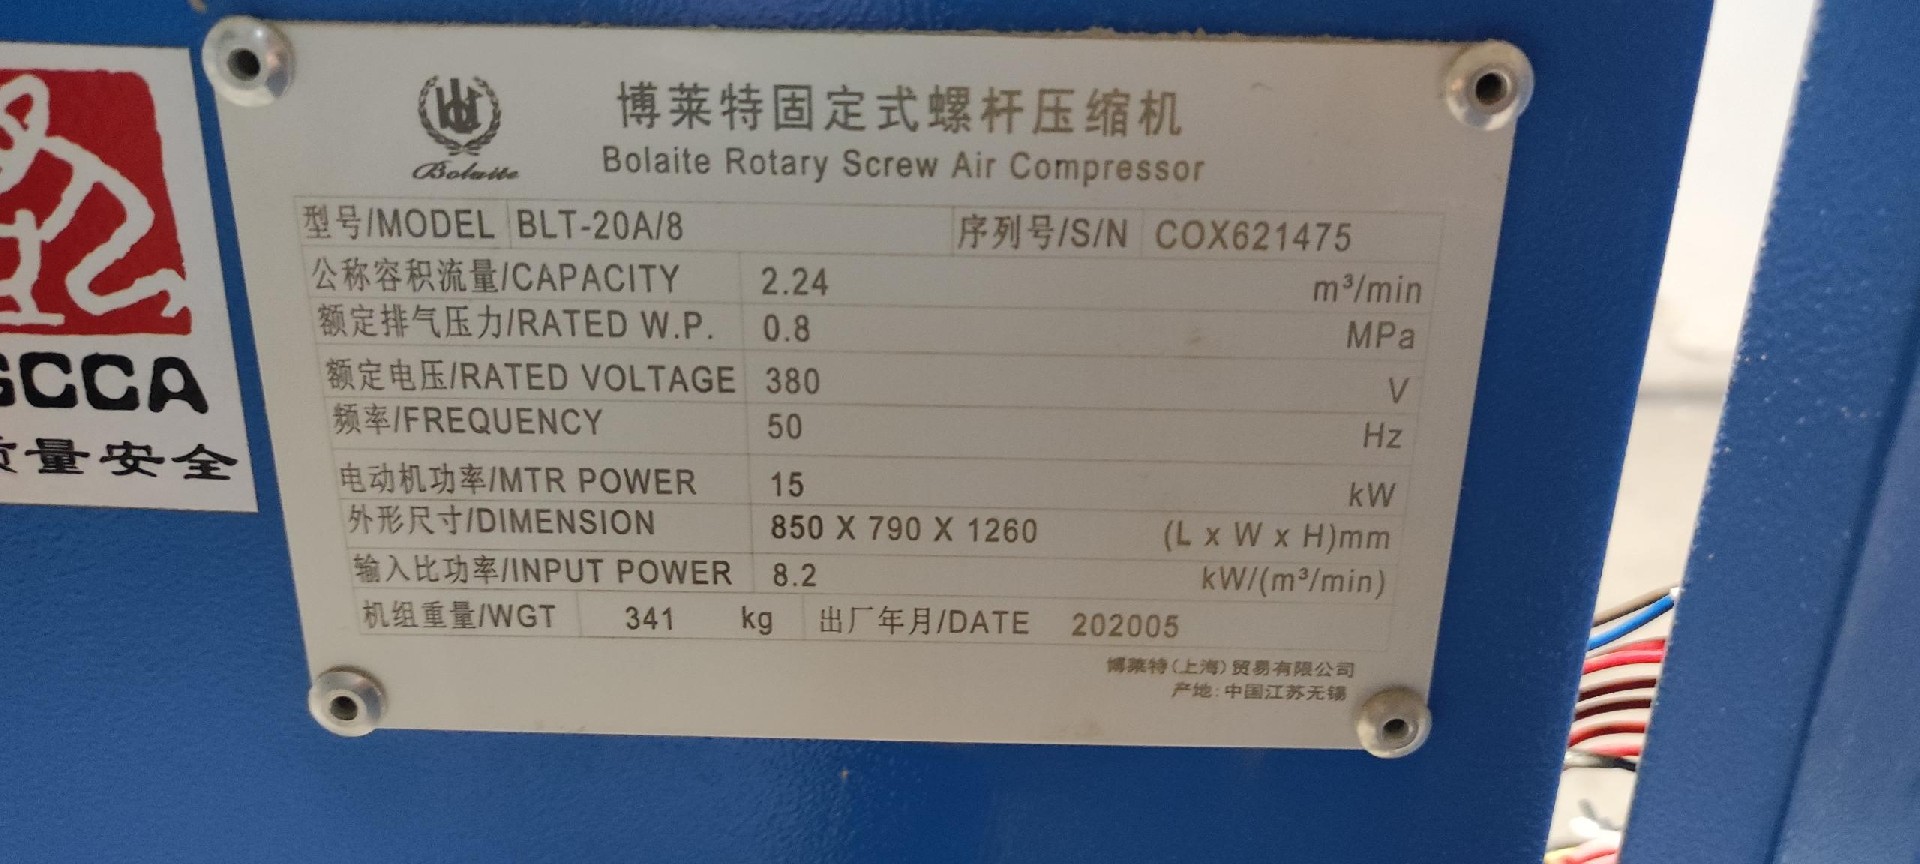 Bolaite
博莱特固定式螺杆压缩机
Bolaite Rotary Screw Air Compressor
型号/MODEL BLT-20A/8 序列号/S/N COX621475
公称容积流量/CAPACITY 2.24 m³/min
额定排气压力/RATED W.P. 0.8 MPa
额定电压/RATED VOLTAGE 380 V
频率/FREQUENCY 50 Hz
电动机功率/MTR POWER 15 kW
外形尺寸/DIMENSION 850 X 790 X 1260 (L x W x H)mm
输入比功率/INPUT POWER 8.2 kW/(m³/min)
机组重量/WGT 341 kg 出厂年月/DATE 202005
博莱特(上海)贸易有限公司
产地:中国江苏无锡
GCCA
质量安全